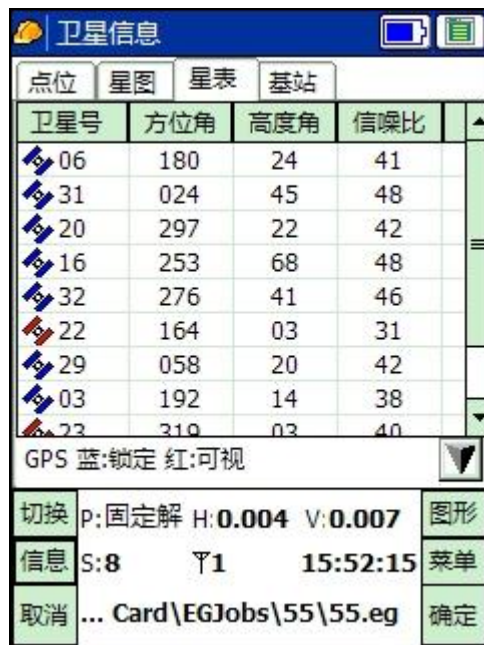 卫星信息
点位 星图 星表 基站
卫星号 方位角 高度角 信噪比
06 180 24 41
31 024 45 48
20 297 22 42
16 253 68 48
32 276 41 46
22 164 03 31
29 058 20 42
03 192 14 38
23 319 03 40
GPS 蓝:锁定 红:可视
切换 P:固定解 H:0.004 V:0.007 图形
信息 S:8 1 15:52:15 菜单
取消 ... Card\EGJobs\55\55.eg 确定